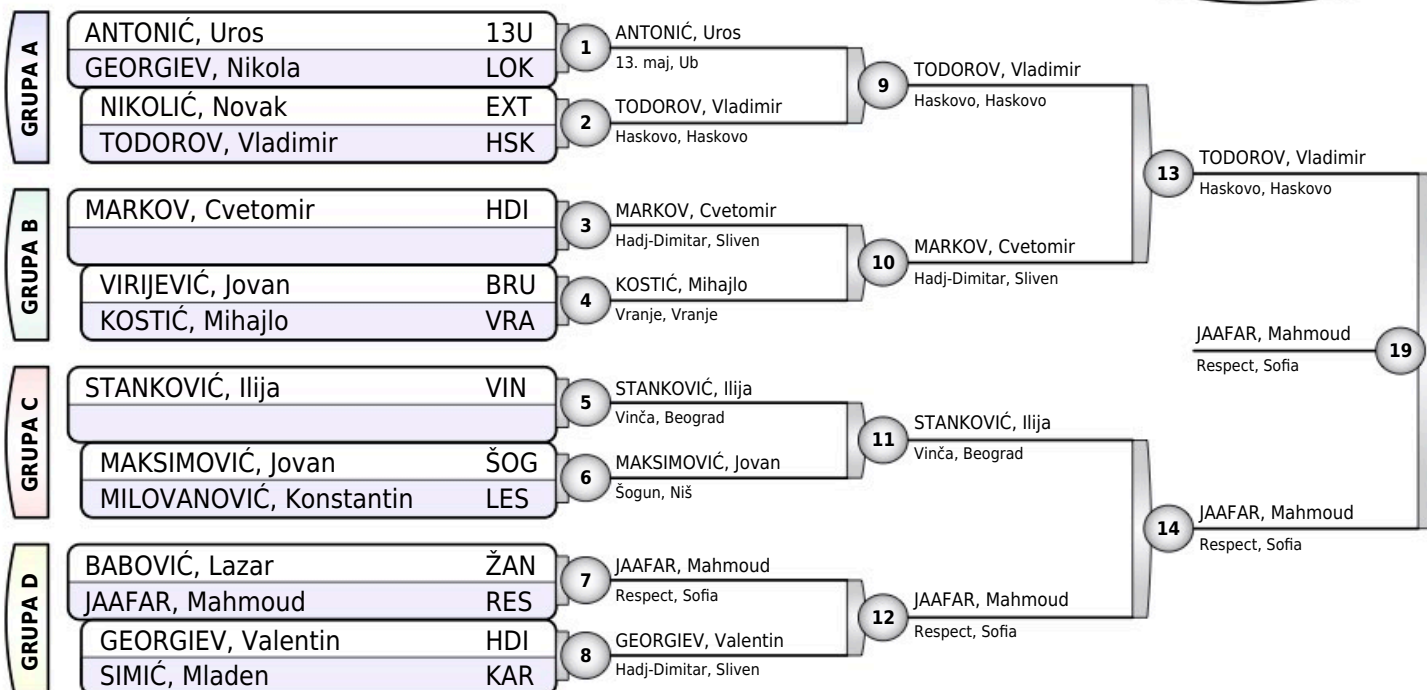 GRUPA A
ANTONIĆ, Uros 13U
GEORGIEV, Nikola LOK
NIKOLIĆ, Novak EXT
TODOROV, Vladimir HSK
GRUPA B
MARKOV, Cvetomir HDI
VIRIJEVIĆ, Jovan BRU
KOSTIĆ, Mihajlo VRA
GRUPA C
STANKOVIĆ, Ilija VIN
MAKSIMOVIĆ, Jovan ŠOG
MILOVANOVIĆ, Konstantin LES
GRUPA D
BABOVIĆ, Lazar ŽAN
JAAFAR, Mahmoud RES
GEORGIEV, Valentin HDI
SIMIĆ, Mladen KAR
1 ANTONIĆ, Uros
13. maj, Ub
2 TODOROV, Vladimir
Haskovo, Haskovo
3 MARKOV, Cvetomir
Hadj-Dimitar, Sliven
4 KOSTIĆ, Mihajlo
Vranje, Vranje
5 STANKOVIĆ, Ilija
Vinča, Beograd
6 MAKSIMOVIĆ, Jovan
Šogun, Niš
7 JAAFAR, Mahmoud
Respect, Sofia
8 GEORGIEV, Valentin
Hadj-Dimitar, Sliven
9 TODOROV, Vladimir
Haskovo, Haskovo
10 MARKOV, Cvetomir
Hadj-Dimitar, Sliven
11 STANKOVIĆ, Ilija
Vinča, Beograd
12 JAAFAR, Mahmoud
Respect, Sofia
13 TODOROV, Vladimir
Haskovo, Haskovo
14 JAAFAR, Mahmoud
Respect, Sofia
JAAFAR, Mahmoud 19
Respect, Sofia